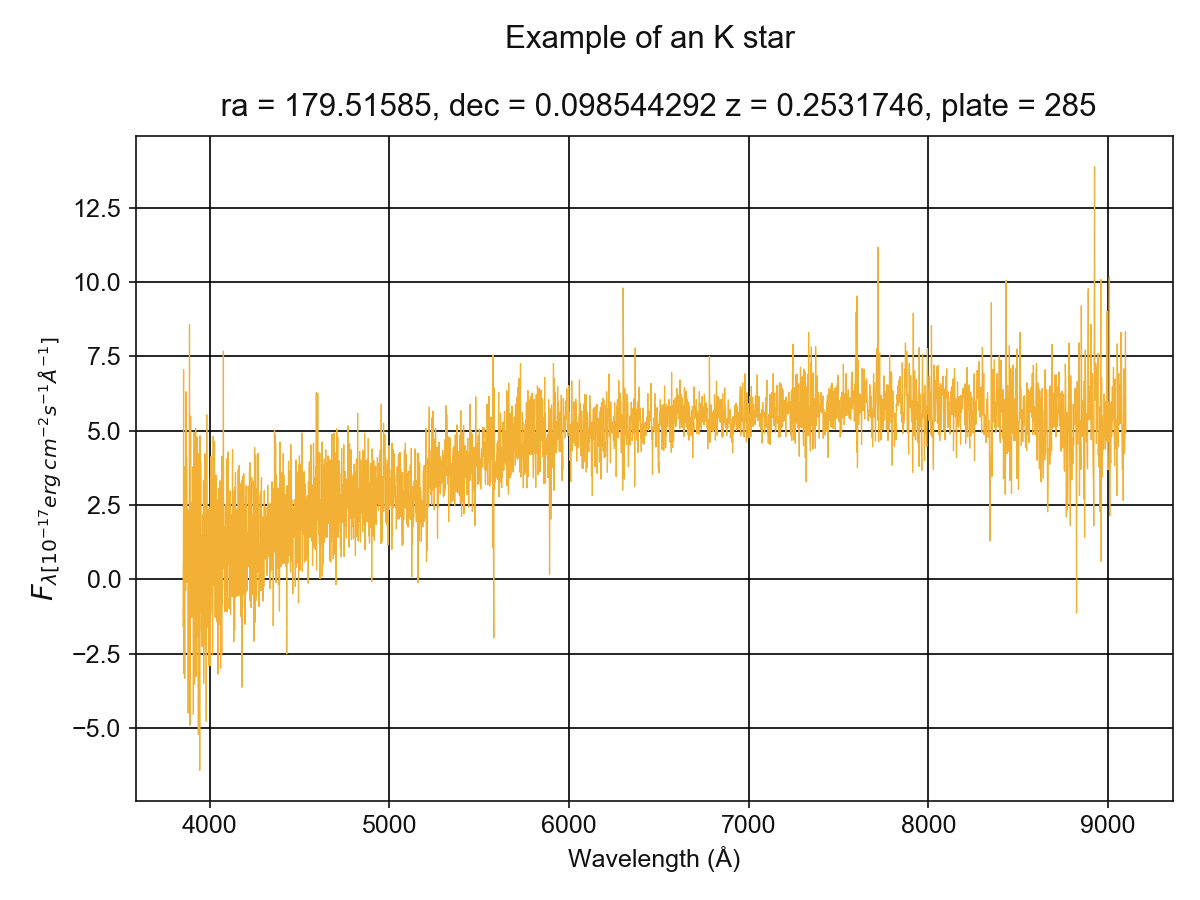 Example of an K star
ra = 179.51585, dec = 0.098544292 z = 0.2531746, plate = 285
12.5
10.0
7.5
5.0
2.5
0.0
−2.5
−5.0
F_{λ[10^{−17}erg cm^{−2}s^{−1}Å^{−1}]}
4000 5000 6000 7000 8000 9000
Wavelength (Å)